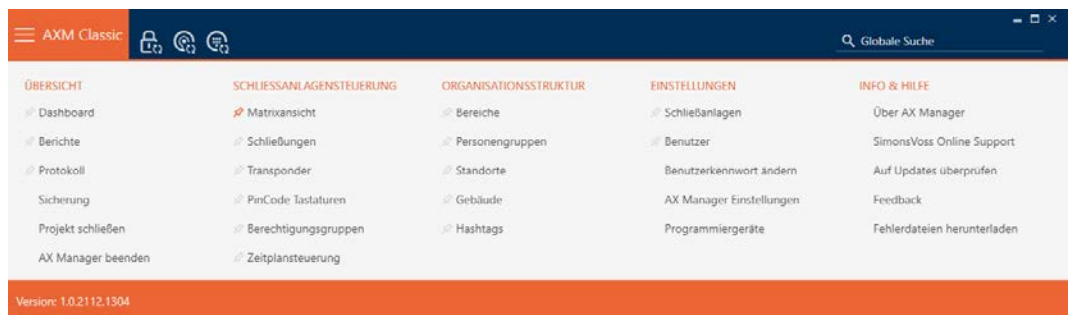 AXM Classic
Globale Suche
ÜBERSICHT
Dashboard
Berichte
Protokoll
Sicherung
Projekt schließen
AX Manager beenden
SCHLIESSANLAGENSTEUERUNG
Matrixansicht
Schließungen
Transponder
PinCode Tastaturen
Berechtigungsgruppen
Zeitplansteuerung
ORGANISATIONSSTRUKTUR
Bereiche
Personengruppen
Standorte
Gebäude
Hashtags
EINSTELLUNGEN
Schließanlagen
Benutzer
Benutzerkennwort ändern
AX Manager Einstellungen
Programmiergeräte
INFO & HILFE
Über AX Manager
SimonsVoss Online Support
Auf Updates überprüfen
Feedback
Fehlerdateien herunterladen
Version: 1.0.2112.1304